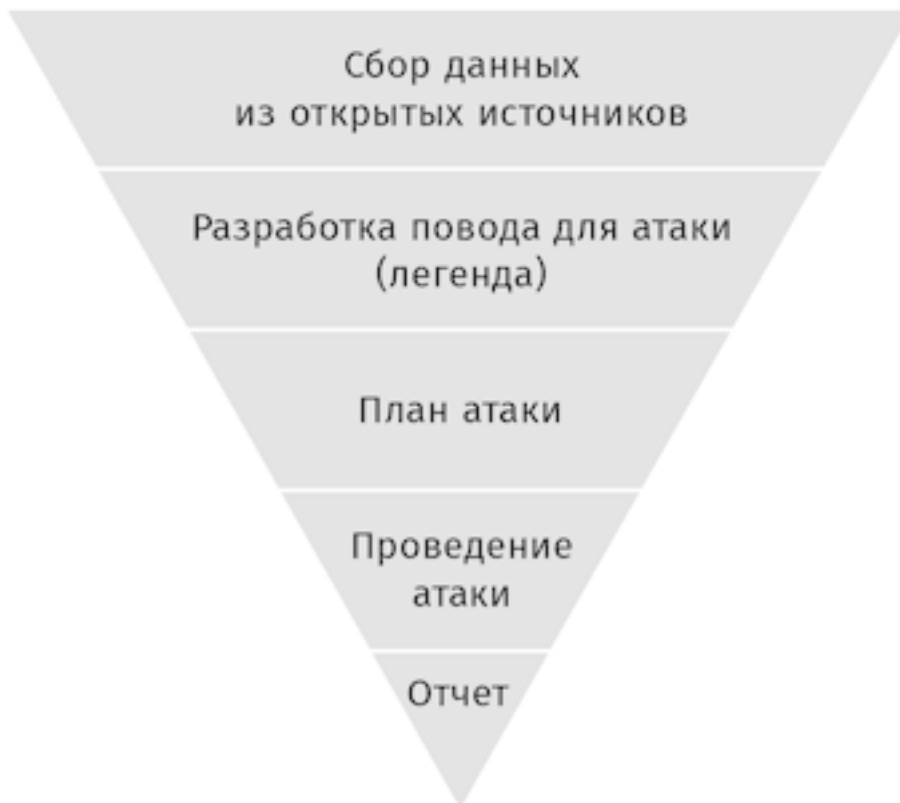 Сбор данных
из открытых источников
Разработка повода для атаки
(легенда)
План атаки
Проведение
атаки
Отчет